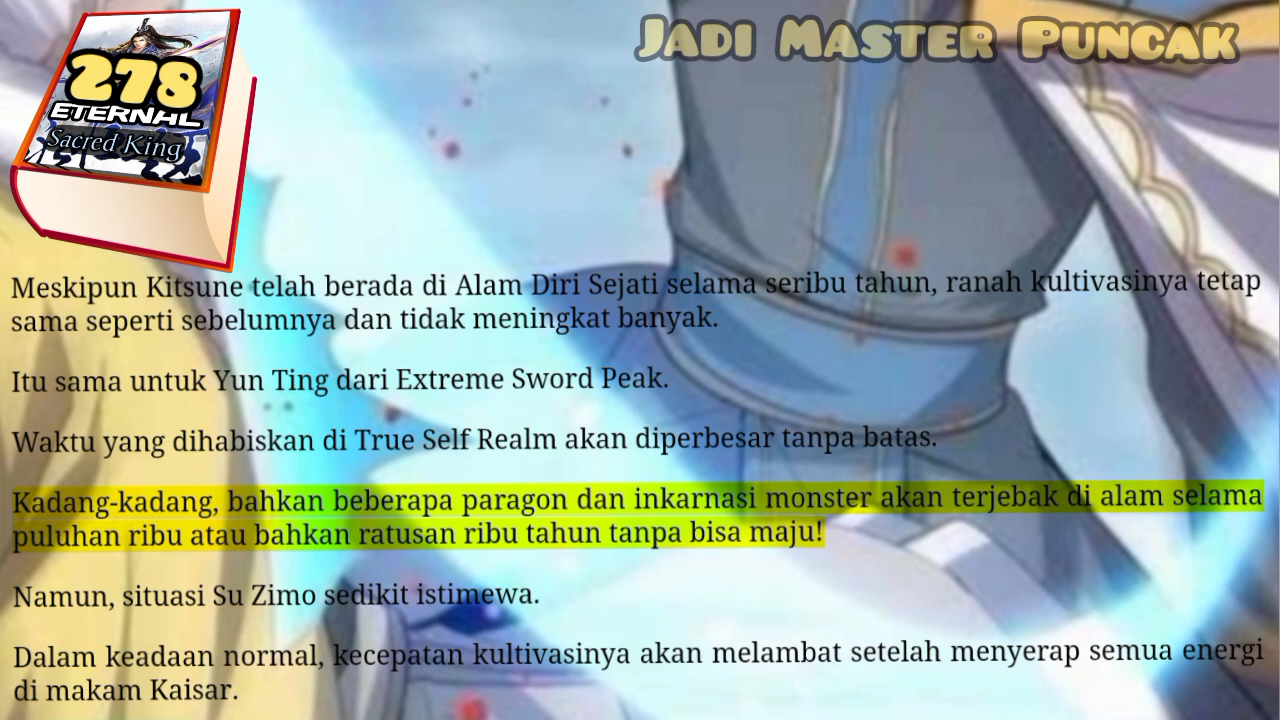 Jadi Master Puncak
278
ETERNAL
Sacred King
Meskipun Kitsune telah berada di Alam Diri Sejati selama seribu tahun, ranah kultivasinya tetap
sama seperti sebelumnya dan tidak meningkat banyak.
Itu sama untuk Yun Ting dari Extreme Sword Peak.
Waktu yang dihabiskan di True Self Realm akan diperbesar tanpa batas.
Kadang-kadang, bahkan beberapa paragon dan inkarnasi monster akan terjebak di alam selama
puluhan ribu atau bahkan ratusan ribu tahun tanpa bisa maju!
Namun, situasi Su Zimo sedikit istimewa.
Dalam keadaan normal, kecepatan kultivasinya akan melambat setelah menyerap semua energi
di makam Kaisar.